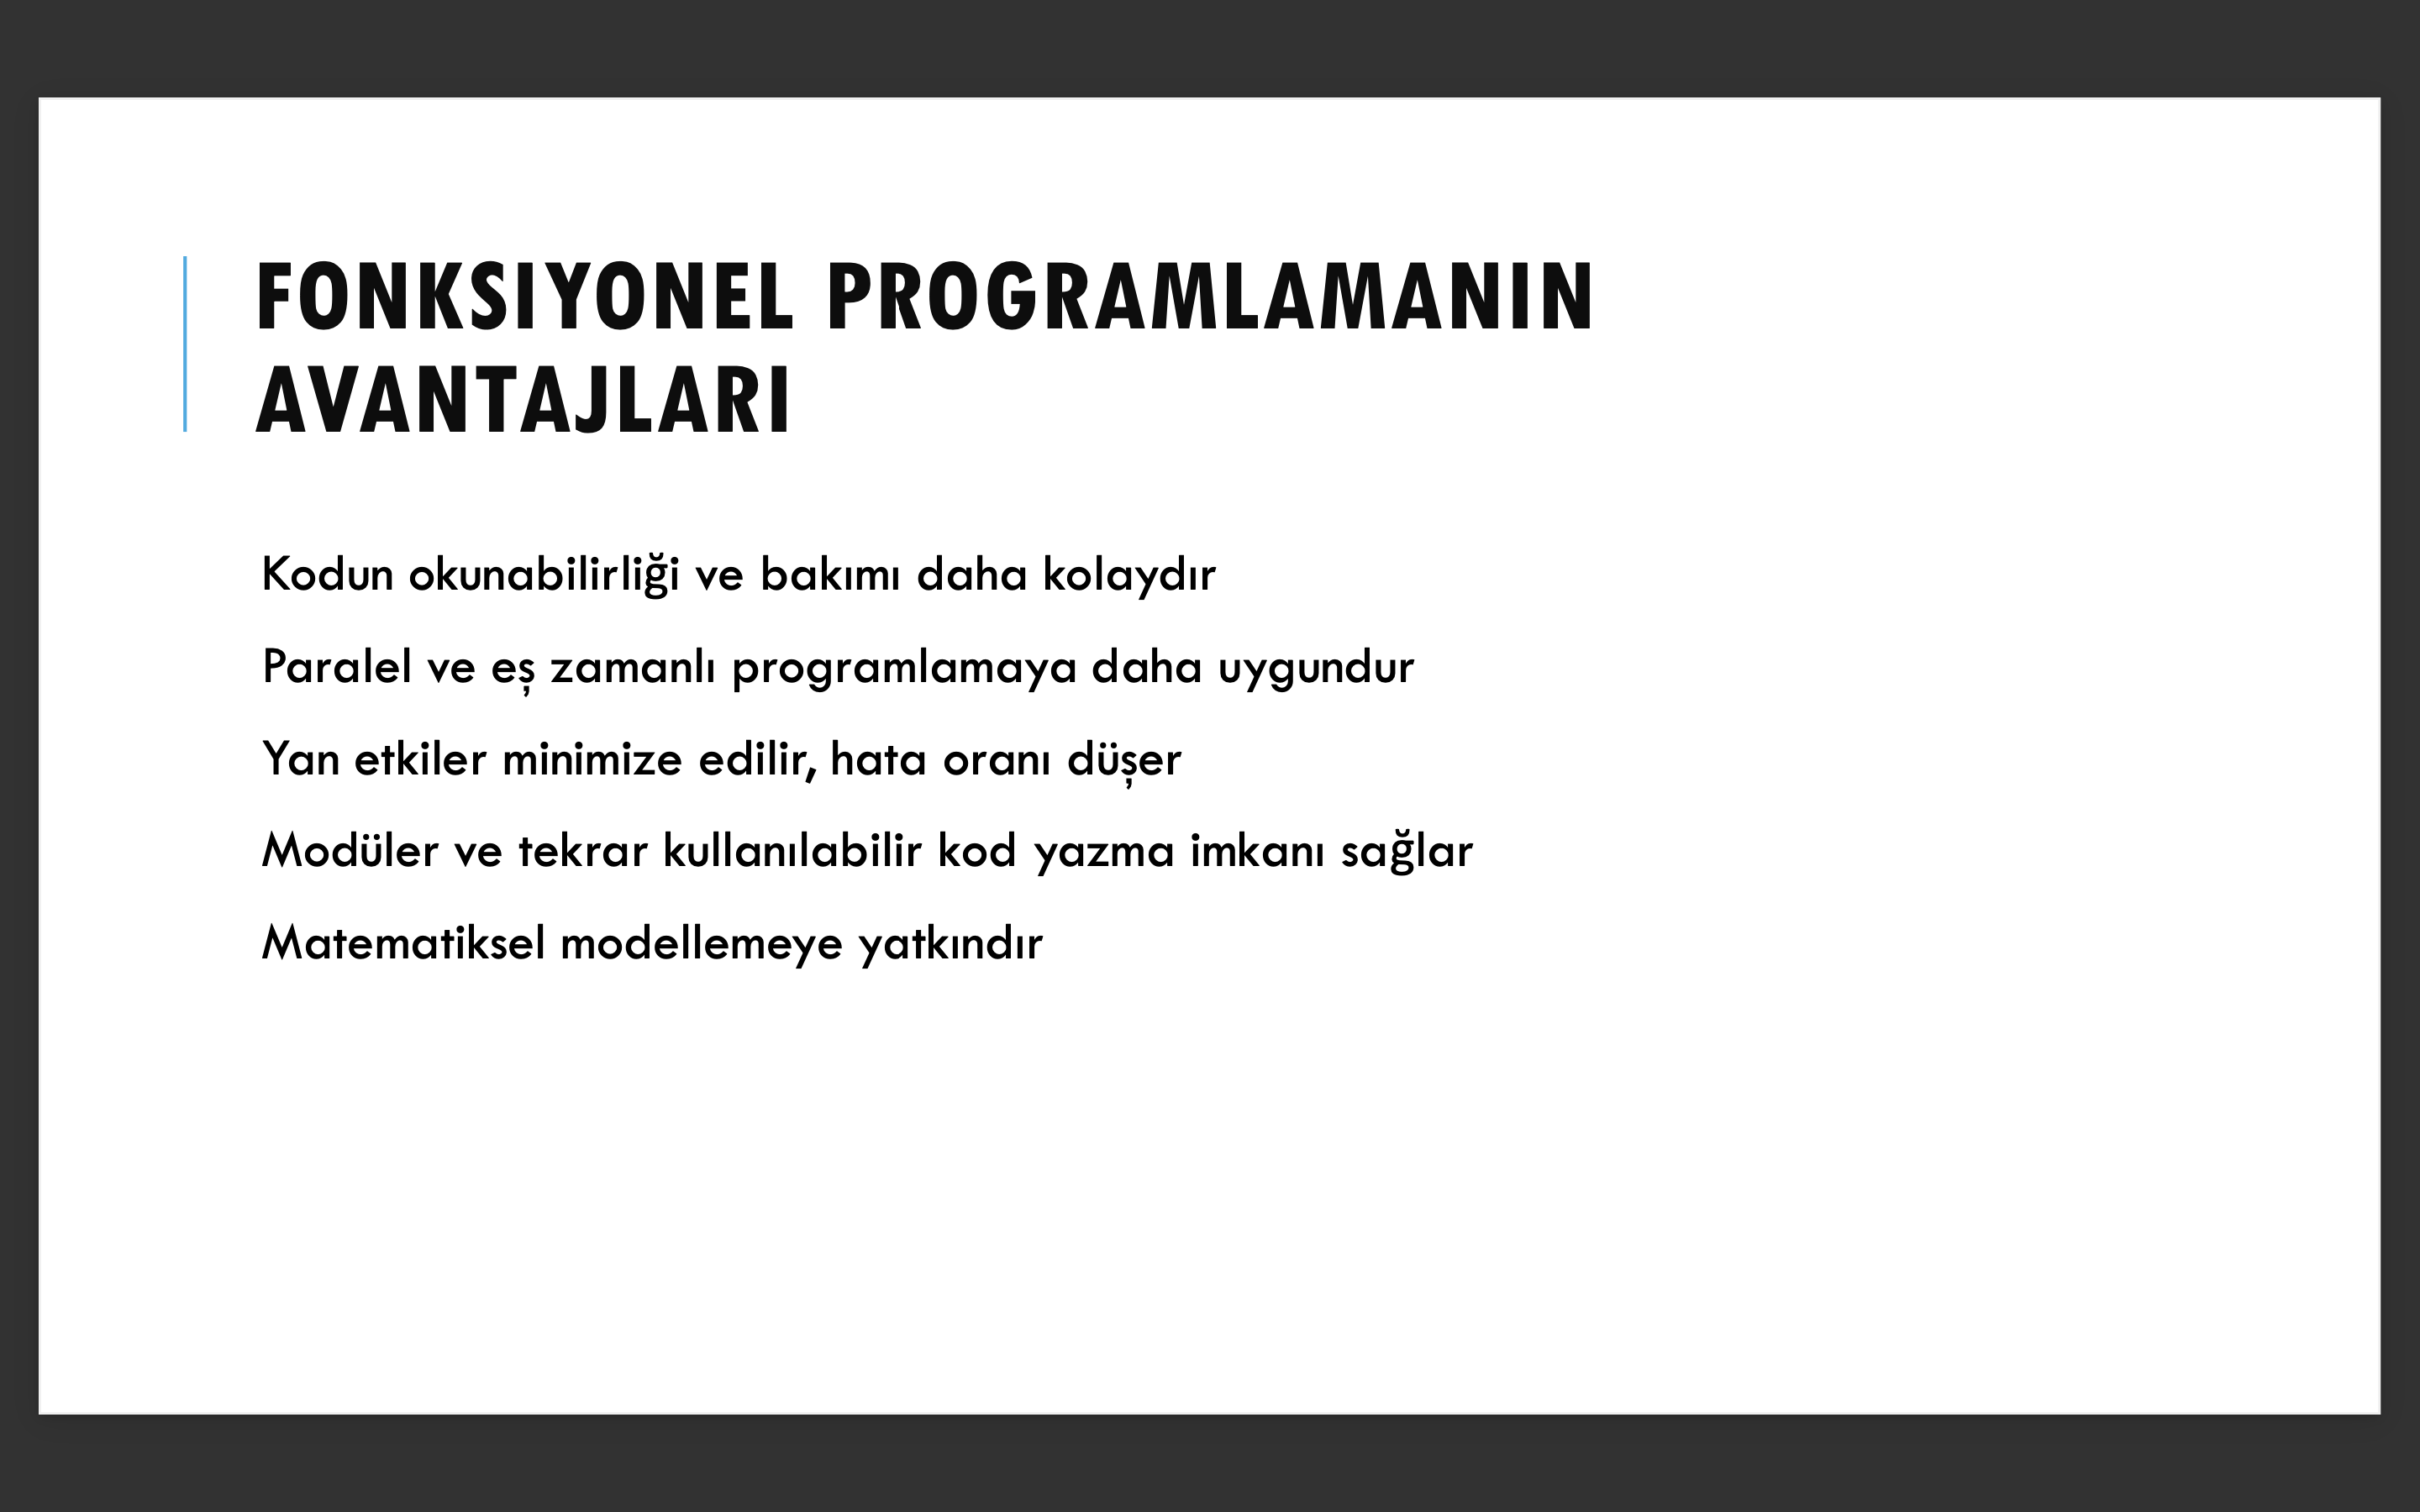 FONKSIYONEL PROGRAMLAMANIN
AVANTAJLARI
Kodun okunabilirliği ve bakımı daha kolaydır
Paralel ve eş zamanlı programlamaya daha uygundur
Yan etkiler minimize edilir, hata oranı düşer
Modüler ve tekrar kullanılabilir kod yazma imkanı sağlar
Matematiksel modellemeye yatkındır